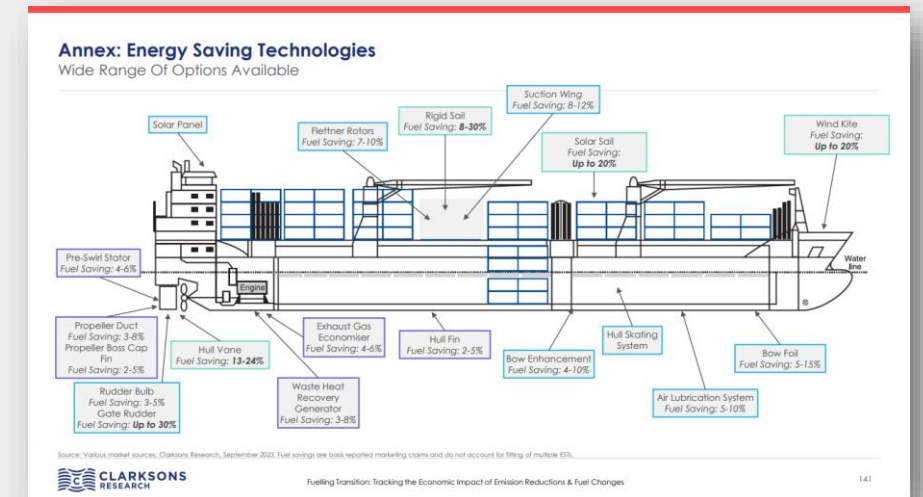 Annex: Energy Saving Technologies
Wide Range Of Options Available
Suction Wing
Fuel Saving: 8-12%
Rigid Sail
Fuel Saving: 8-30%
Solar Panel
Flettner Rotors
Fuel Saving: 7-10%
Solar Sail
Fuel Saving:
Up to 20%
Wind Kite
Fuel Saving:
Up to 20%
Pre-Swirl Stator
Fuel Saving: 4-6%
Engine
Water
line
Propeller Duct
Fuel Saving: 3-8%
Propeller Boss Cap
Fin
Fuel Saving: 2-5%
Hull Vane
Fuel Saving: 13-24%
Exhaust Gas
Economiser
Fuel Saving: 4-6%
Hull Fin
Fuel Saving: 2-5%
Bow Enhancement
Fuel Saving: 4-10%
Hull Skating
System
Bow Foil
Fuel Saving: 5-15%
Rudder Bulb
Fuel Saving: 3-5%
Gate Rudder
Fuel Saving: Up to 30%
Waste Heat
Recovery
Generator
Fuel Saving: 3-8%
Air Lubrication System
Fuel Saving: 5-10%
Source: Various market sources, Clarksons Research, September 2023. Fuel savings are basis reported marketing claims and do not account for fitting of multiple ESTs.
CLARKSONS
RESEARCH
Fuelling Transition: Tracking the Economic Impact of Emission Reductions & Fuel Changes
141